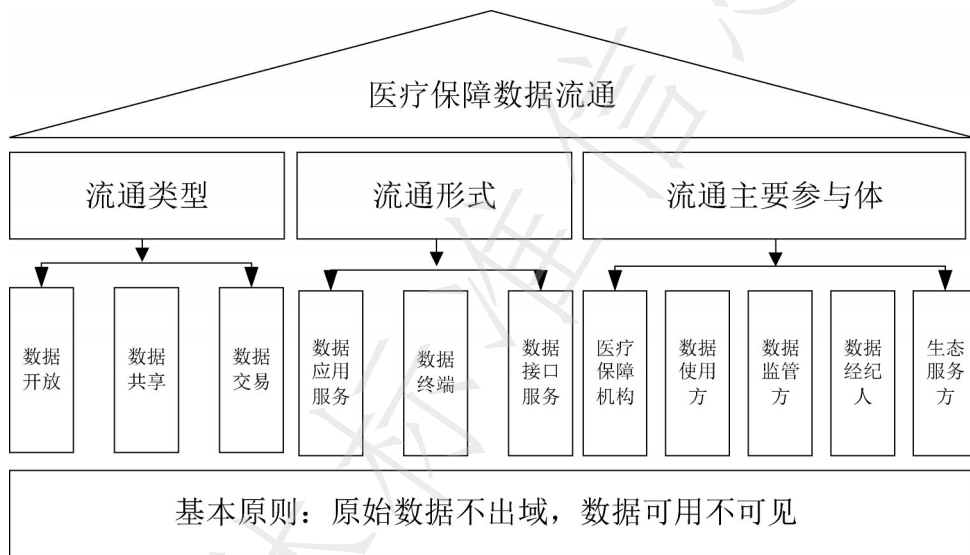 医疗保障数据流通
流通类型
流通形式
流通主要参与体
数据
开放
数据
共享
数据
交易
数据
应用
服务
数据
终端
数据
接口
服务
医疗
保障
机构
数据
使用
方
数据
监管
方
数据
经纪
人
生态
服务
方
基本原则：原始数据不出域，数据可用不可见
标准信